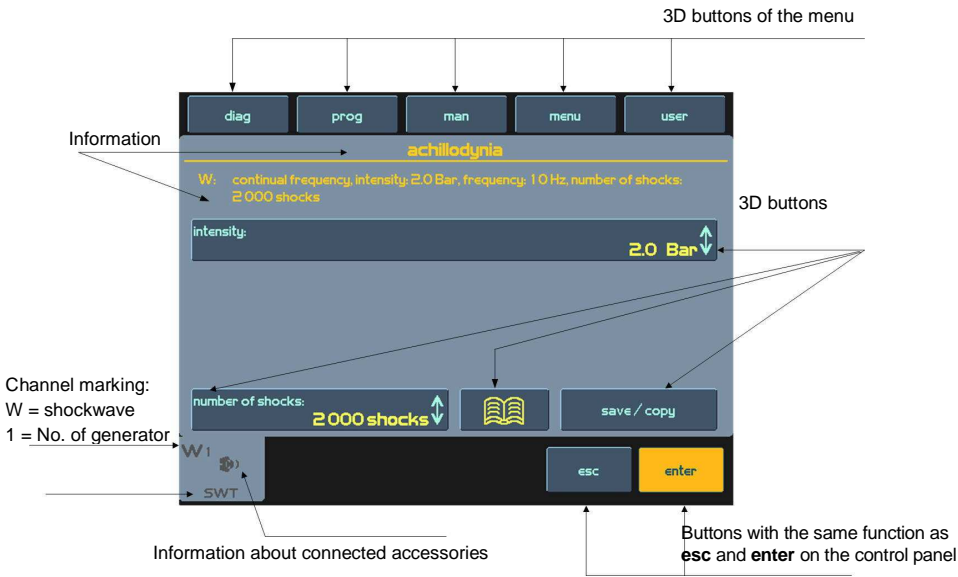 3D buttons of the menu
diag
prog
man
menu
user
Information
achillodynia
W: continual frequency, intensity: 2.0 Bar, frequency: 10 Hz, number of shocks:
2 000 shocks
3D buttons
intensity:
2.0 Bar
Channel marking:
W = shockwave
1 = No. of generator
number of shocks:
2 000 shocks
save / copy
W 1
SWT
esc
enter
Information about connected accessories
Buttons with the same function as
esc and enter on the control panel